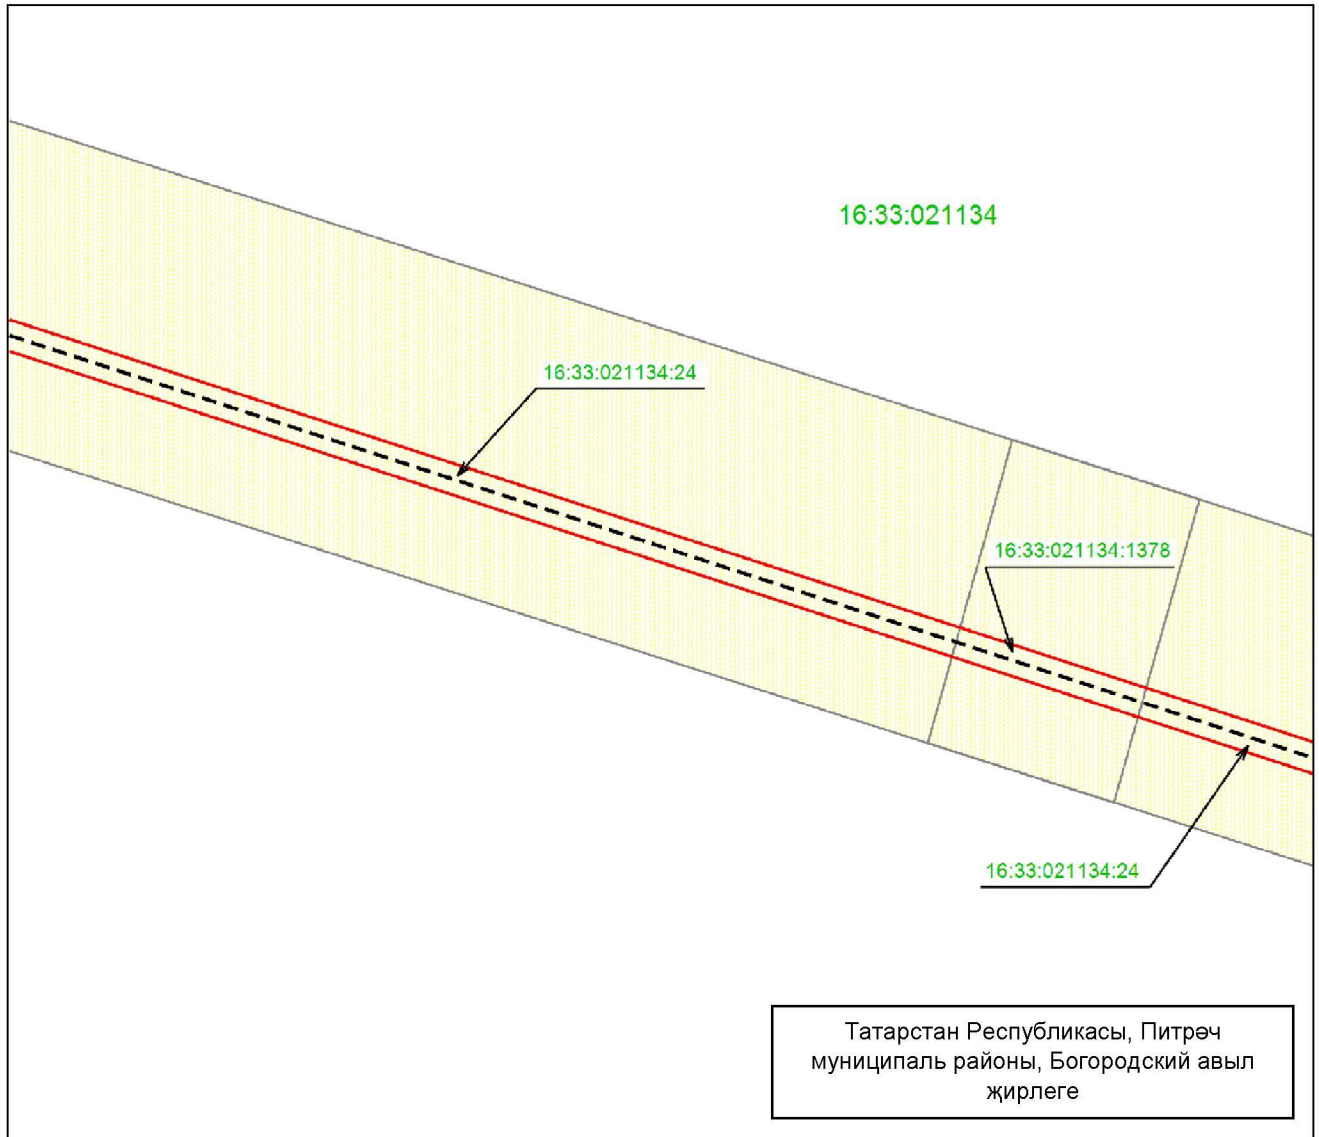 16:33:021134
16:33:021134:24
16:33:021134:1378
16:33:021134:24
Татарстан Республикасы, Питрәч
муниципаль районы, Богородский авыл
җирлеге